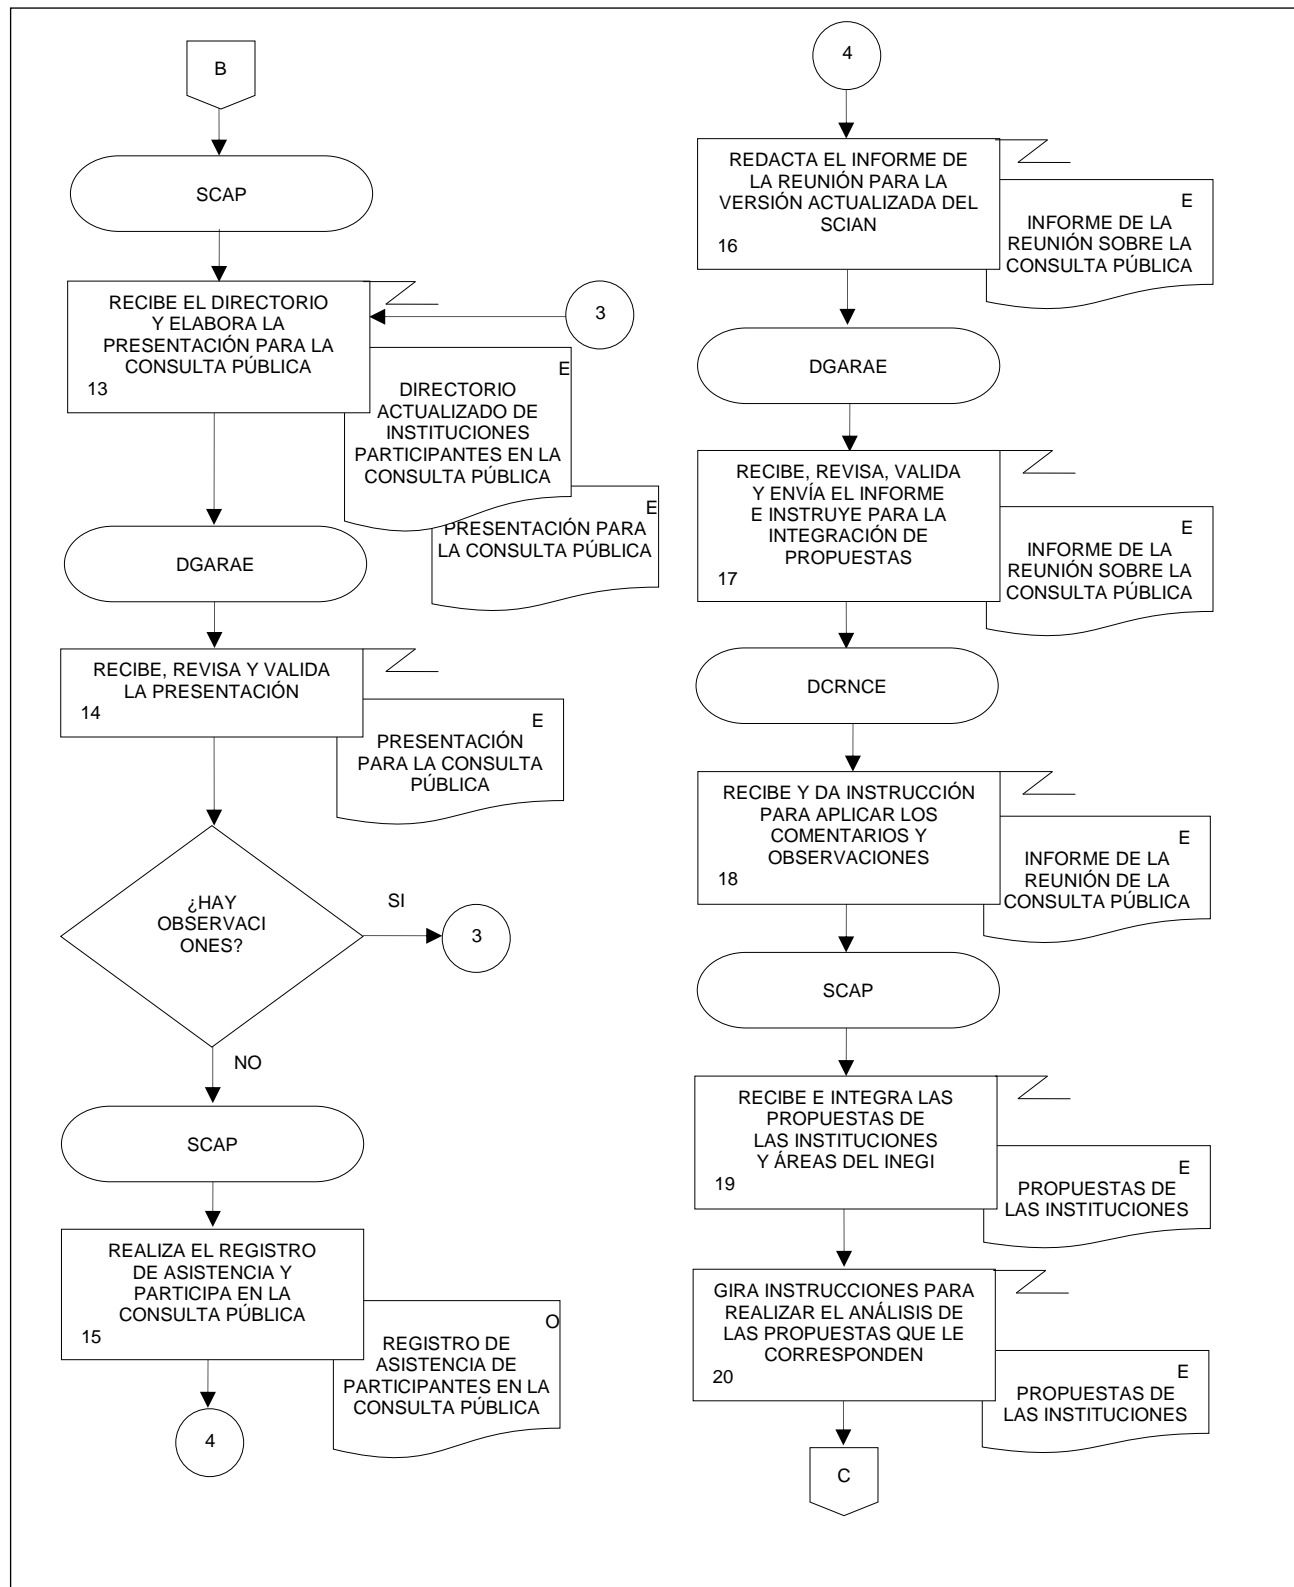 B
SCAP
RECIBE EL DIRECTORIO
Y ELABORA LA
PRESENTACIÓN PARA LA
CONSULTA PÚBLICA
13
3
E
DIRECTORIO
ACTUALIZADO DE
INSTITUCIONES
PARTICIPANTES EN LA
CONSULTA PÚBLICA
E
PRESENTACIÓN PARA
LA CONSULTA PÚBLICA
DGARAE
RECIBE, REVISA Y VALIDA
LA PRESENTACIÓN
14
E
PRESENTACIÓN
PARA LA CONSULTA
PÚBLICA
¿HAY
OBSERVACI
ONES?
SI
3
NO
SCAP
REALIZA EL REGISTRO
DE ASISTENCIA Y
PARTICIPA EN LA
CONSULTA PÚBLICA
15
O
REGISTRO DE
ASISTENCIA DE
PARTICIPANTES EN LA
CONSULTA PÚBLICA
4
4
REDACTA EL INFORME DE
LA REUNIÓN PARA LA
VERSIÓN ACTUALIZADA DEL
SCIAN
16
E
INFORME DE LA
REUNIÓN SOBRE LA
CONSULTA PÚBLICA
DGARAE
RECIBE, REVISA, VALIDA
Y ENVÍA EL INFORME
E INSTRUYE PARA LA
INTEGRACIÓN DE
PROPUESTAS
17
E
INFORME DE LA
REUNIÓN SOBRE LA
CONSULTA PÚBLICA
DCRNCE
RECIBE Y DA INSTRUCCIÓN
PARA APLICAR LOS
COMENTARIOS Y
OBSERVACIONES
18
E
INFORME DE LA
REUNIÓN DE LA
CONSULTA PÚBLICA
SCAP
RECIBE E INTEGRA LAS
PROPUESTAS DE
LAS INSTITUCIONES
Y ÁREAS DEL INEGI
19
E
PROPUESTAS DE
LAS INSTITUCIONES
GIRA INSTRUCCIONES PARA
REALIZAR EL ANÁLISIS DE
LAS PROPUESTAS QUE LE
CORRESPONDEN
20
E
PROPUESTAS DE
LAS INSTITUCIONES
C